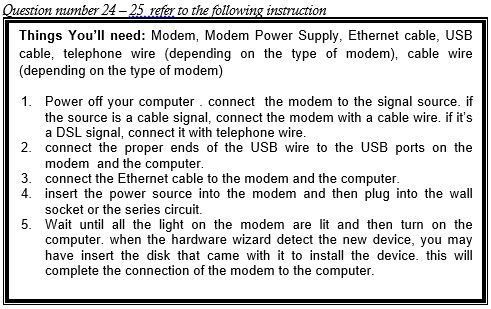 Question number 24 – 25 refer to the following instruction
Things You'll need: Modem, Modem Power Supply, Ethernet cable, USB
cable, telephone wire (depending on the type of modem), cable wire
(depending on the type of modem)
1. Power off your computer . connect the modem to the signal source. if
the source is a cable signal, connect the modem with a cable wire. if it's
a DSL signal, connect it with telephone wire.
2. connect the proper ends of the USB wire to the USB ports on the
modem and the computer.
3. connect the Ethernet cable to the modem and the computer.
4. insert the power source into the modem and then plug into the wall
socket or the series circuit.
5. Wait until all the light on the modem are lit and then turn on the
computer. when the hardware wizard detect the new device, you may
have insert the disk that came with it to install the device. this will
complete the connection of the modem to the computer.